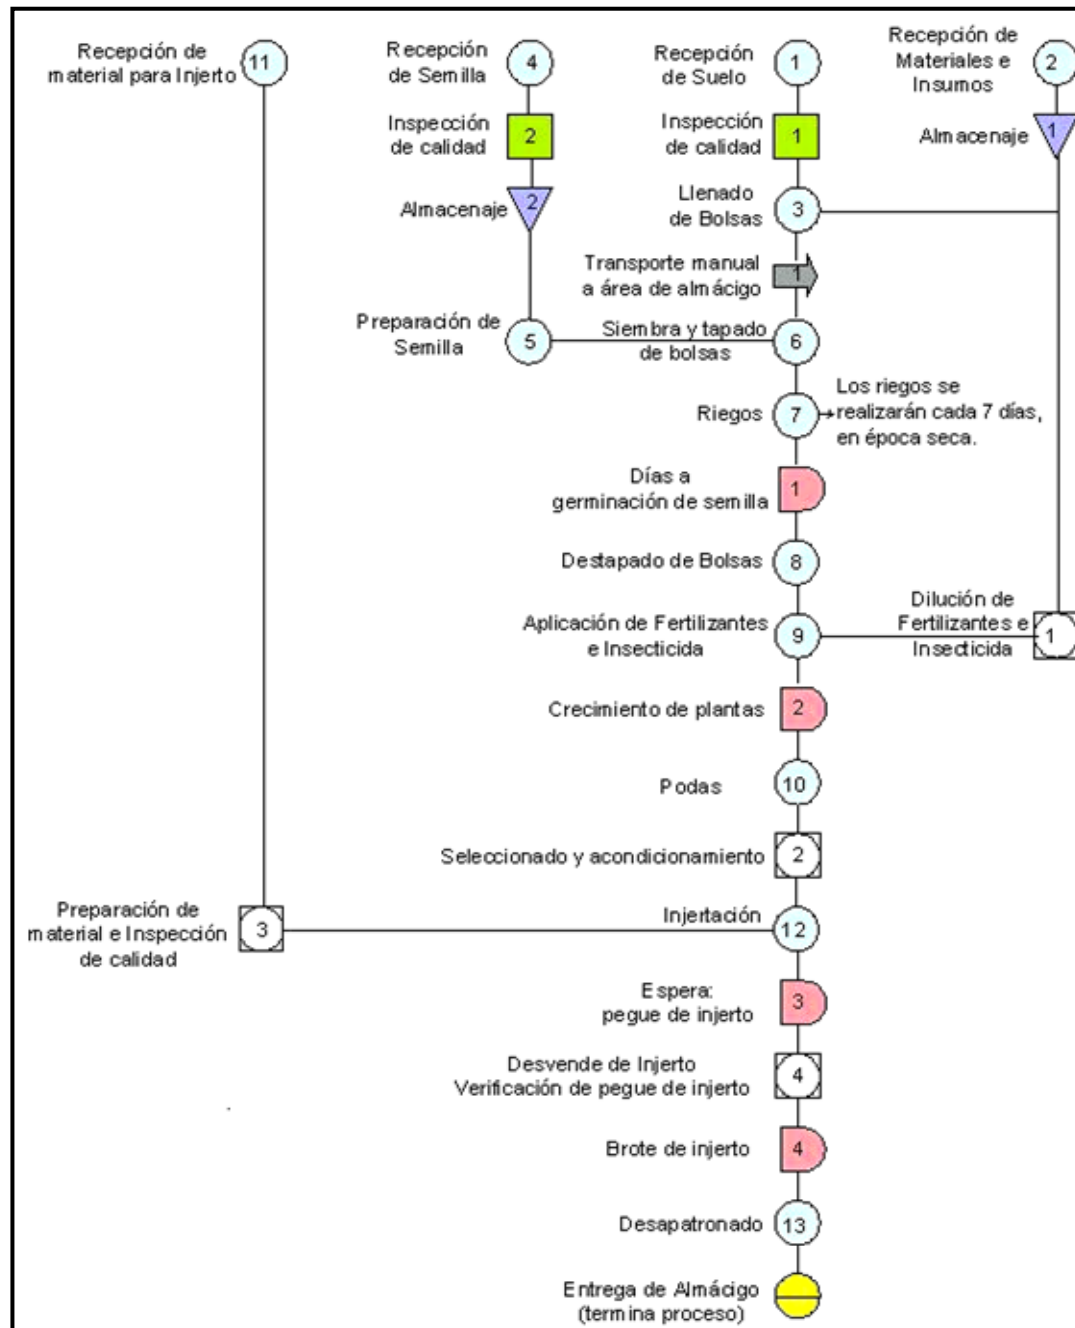 Recepción de
material para Injerto
11
Recepción
de Semilla
4
Recepción
de Suelo
1
Recepción de
Materiales e
Insumos
2
Inspección
de calidad
2
Inspección
de calidad
1
Almacenaje
1
Almacenaje
2
Llenado
de Bolsas
3
Transporte manual
a área de almácigo
1
Preparación de
Semilla
5
Siembra y tapado
de bolsas
6
Riegos
7
Los riegos se
realizarán cada 7 días,
en época seca.
Días a
germinación de semilla
1
Destapado de Bolsas
8
Aplicación de Fertilizantes
e Insecticida
9
Dilución de
Fertilizantes e
Insecticida
1
Crecimiento de plantas
2
Podas
10
Seleccionado y acondicionamiento
2
Preparación de
material e Inspección
de calidad
3
Injertación
12
Espera:
pegue de injerto
3
Desvende de Injerto
Verificación de pegue de injerto
4
Brote de injerto
4
Desapatronado
13
Entrega de Almácigo
(termina proceso)